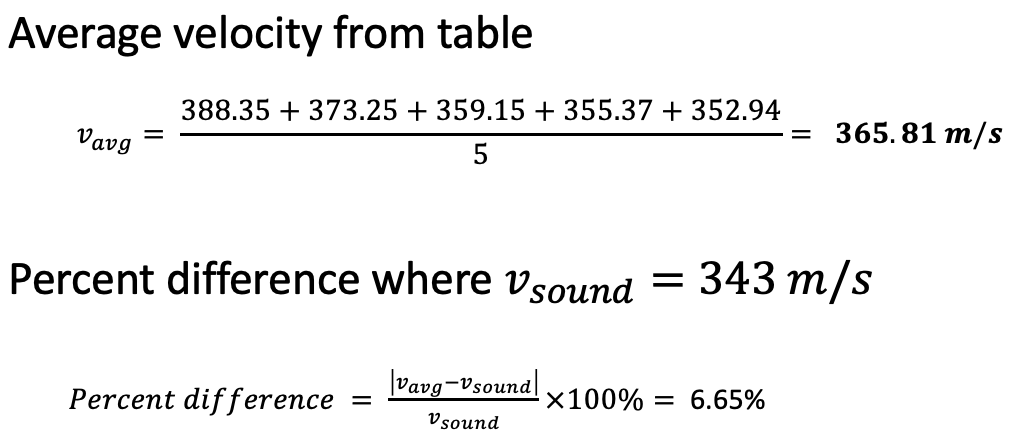 Average velocity from table
v_avg = (388.35 + 373.25 + 359.15 + 355.37 + 352.94) / 5 = 365.81 m/s
Percent difference where v_sound = 343 m/s
Percent difference = |v_avg−v_sound| / v_sound ×100% = 6.65%